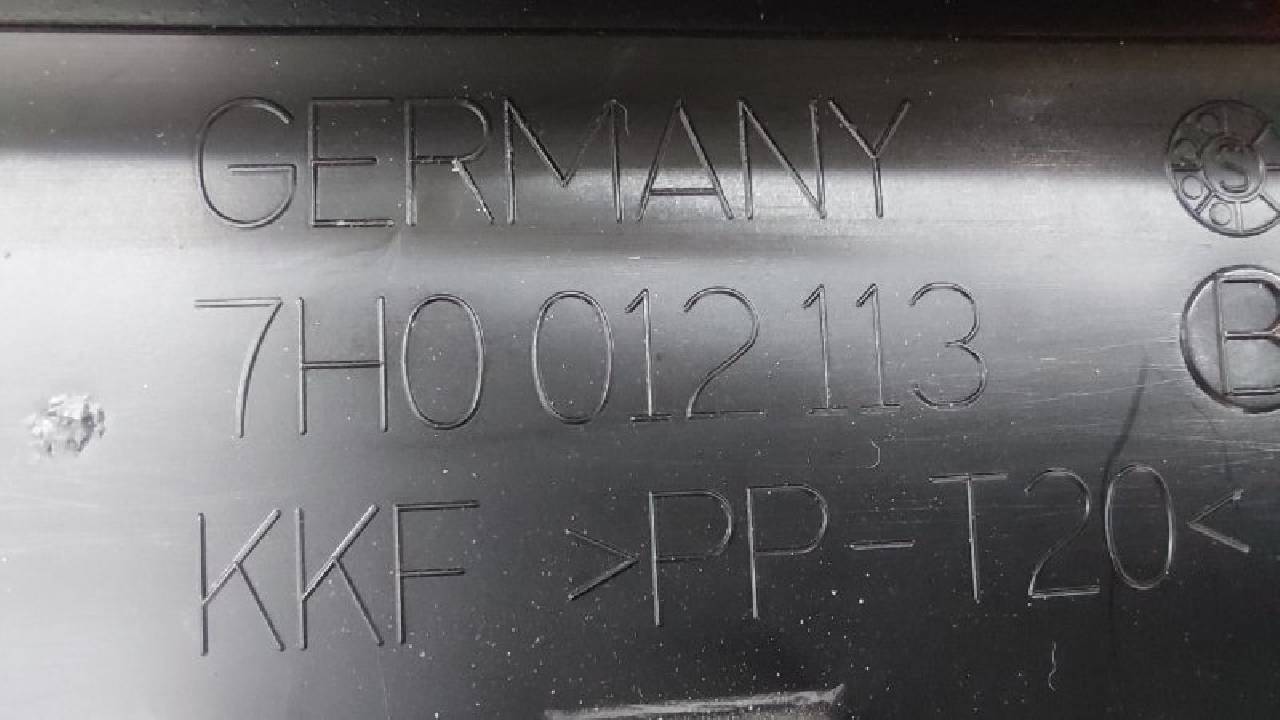 GERMANY
S
7H0 012 113
B
KKF >PP-T20<